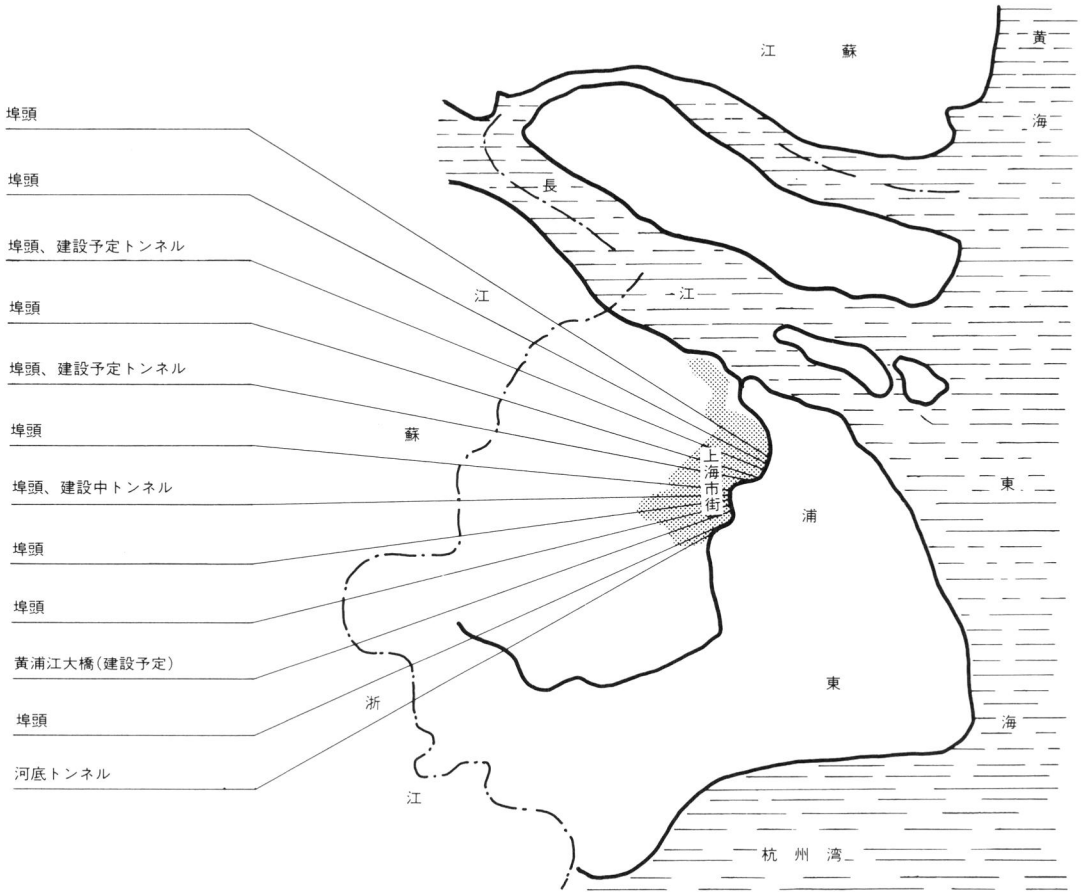 埠頭
埠頭
埠頭、建設予定トンネル
埠頭
埠頭、建設予定トンネル
埠頭
埠頭、建設中トンネル
埠頭
埠頭
黄浦江大橋(建設予定)
埠頭
河底トンネル
江蘇
黄海
長江
江蘇
上海市街
浦東
東海
浙江
杭州湾